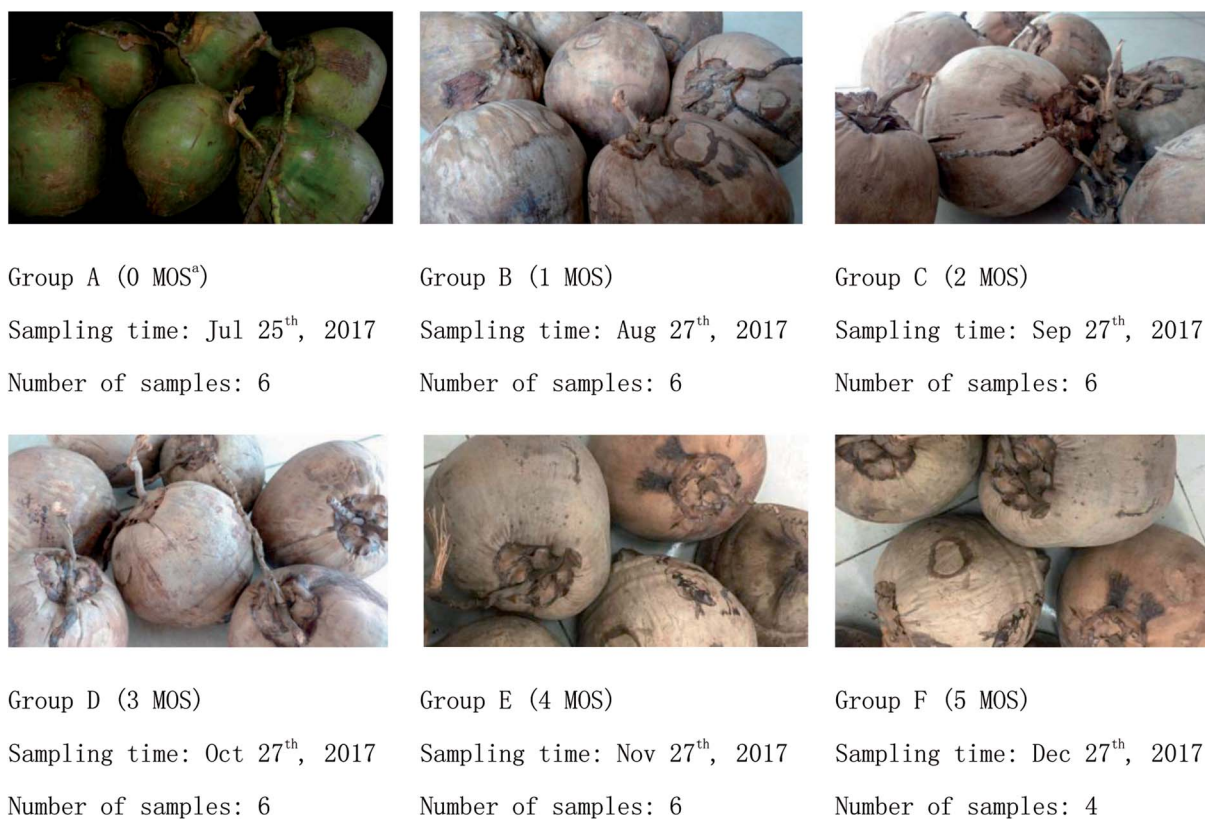 Group A (0 MOSᵃ)
Sampling time: Jul 25ᵗʰ, 2017
Number of samples: 6
Group B (1 MOS)
Sampling time: Aug 27ᵗʰ, 2017
Number of samples: 6
Group C (2 MOS)
Sampling time: Sep 27ᵗʰ, 2017
Number of samples: 6
Group D (3 MOS)
Sampling time: Oct 27ᵗʰ, 2017
Number of samples: 6
Group E (4 MOS)
Sampling time: Nov 27ᵗʰ, 2017
Number of samples: 6
Group F (5 MOS)
Sampling time: Dec 27ᵗʰ, 2017
Number of samples: 4